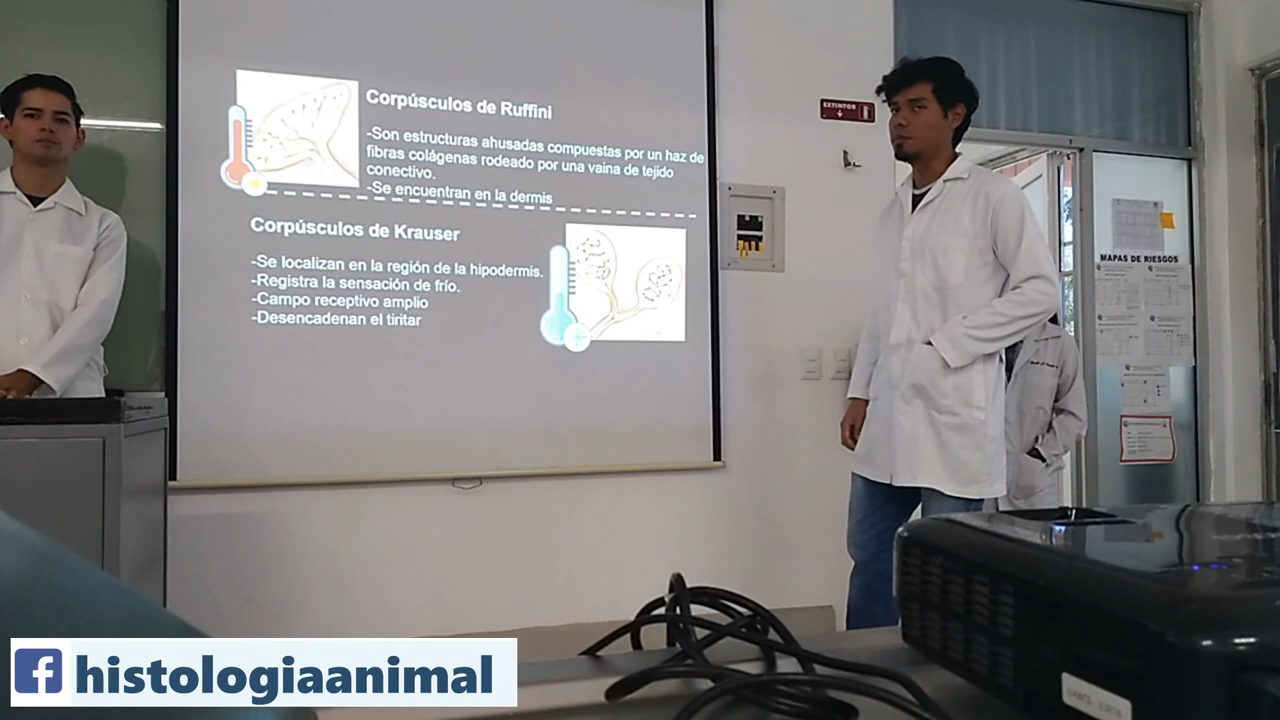 Corpúsculos de Ruffini
-Son estructuras ahusadas compuestas por un haz de
fibras colágenas rodeado por una vaina de tejido
conectivo.
-Se encuentran en la dermis
Corpúsculos de Krauser
-Se localizan en la región de la hipodermis.
-Registra la sensación de frío.
-Campo receptivo amplio
-Desencadenan el tiritar
EXTINTOR
MAPAS DE RIESGOS
histologiaanimal